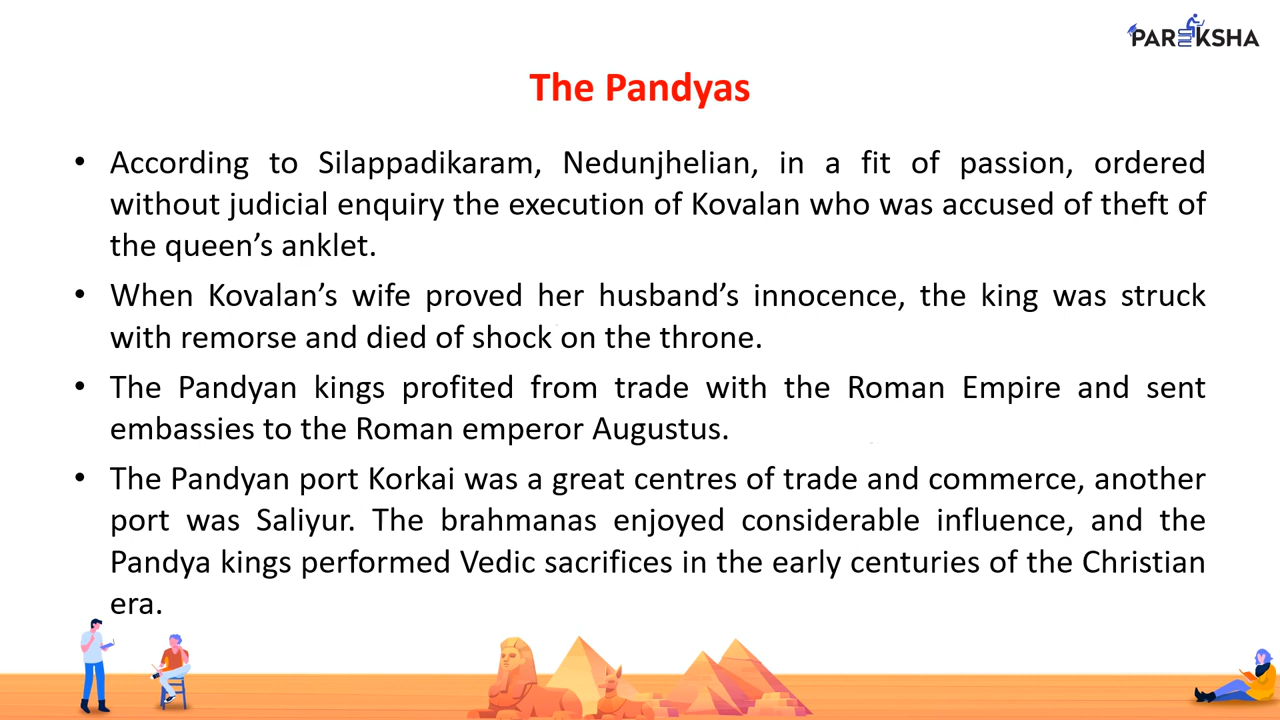 PAREEKSHA
The Pandyas
• According to Silappadikaram, Nedunjhelian, in a fit of passion, ordered
without judicial enquiry the execution of Kovalan who was accused of theft of
the queen’s anklet.
• When Kovalan’s wife proved her husband’s innocence, the king was struck
with remorse and died of shock on the throne.
• The Pandyan kings profited from trade with the Roman Empire and sent
embassies to the Roman emperor Augustus.
• The Pandyan port Korkai was a great centres of trade and commerce, another
port was Saliyur. The brahmanas enjoyed considerable influence, and the
Pandya kings performed Vedic sacrifices in the early centuries of the Christian
era.